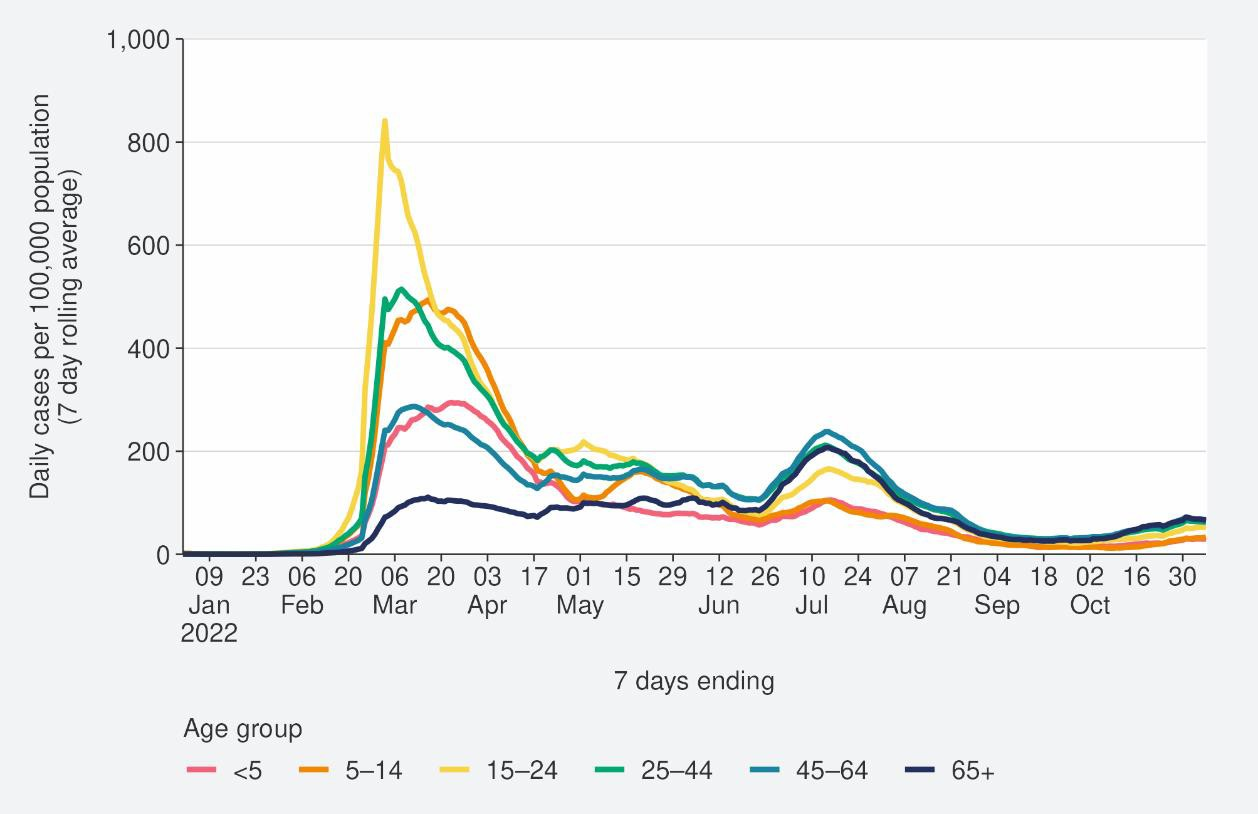 1,000
800
600
400
200
0
Daily cases per 100,000 population
(7 day rolling average)
09 23 06 20 06 20 03 17 01 15 29 12 26 10 24 07 21 04 18 02 16 30
Jan Feb Mar Apr May Jun Jul Aug Sep Oct
2022
7 days ending
Age group
<5 5–14 15–24 25–44 45–64 65+